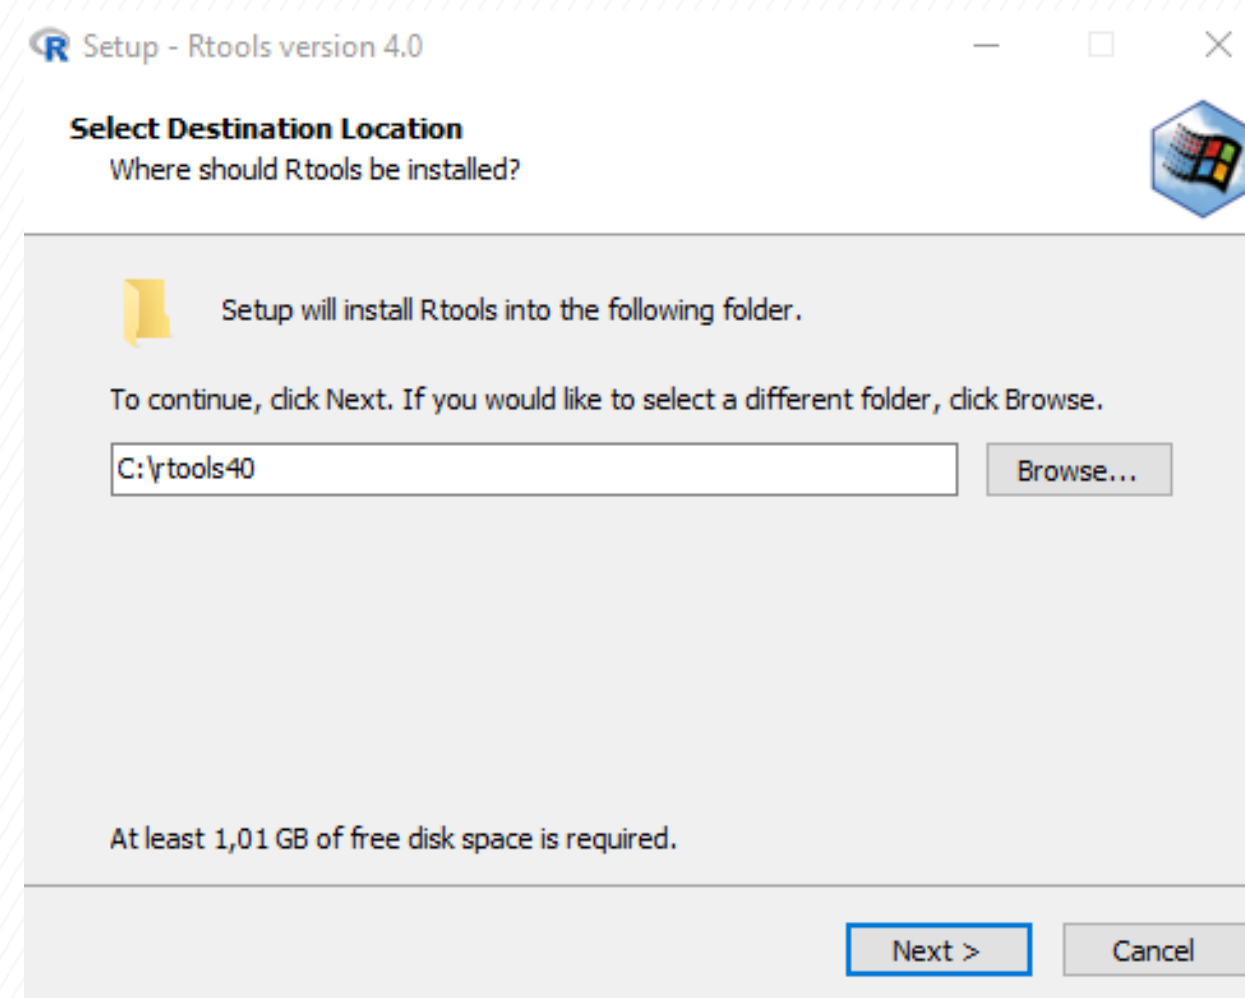 Setup - Rtools version 4.0
Select Destination Location
Where should Rtools be installed?
Setup will install Rtools into the following folder.
To continue, click Next. If you would like to select a different folder, click Browse.
C:\rtools40
Browse...
At least 1,01 GB of free disk space is required.
Next >
Cancel